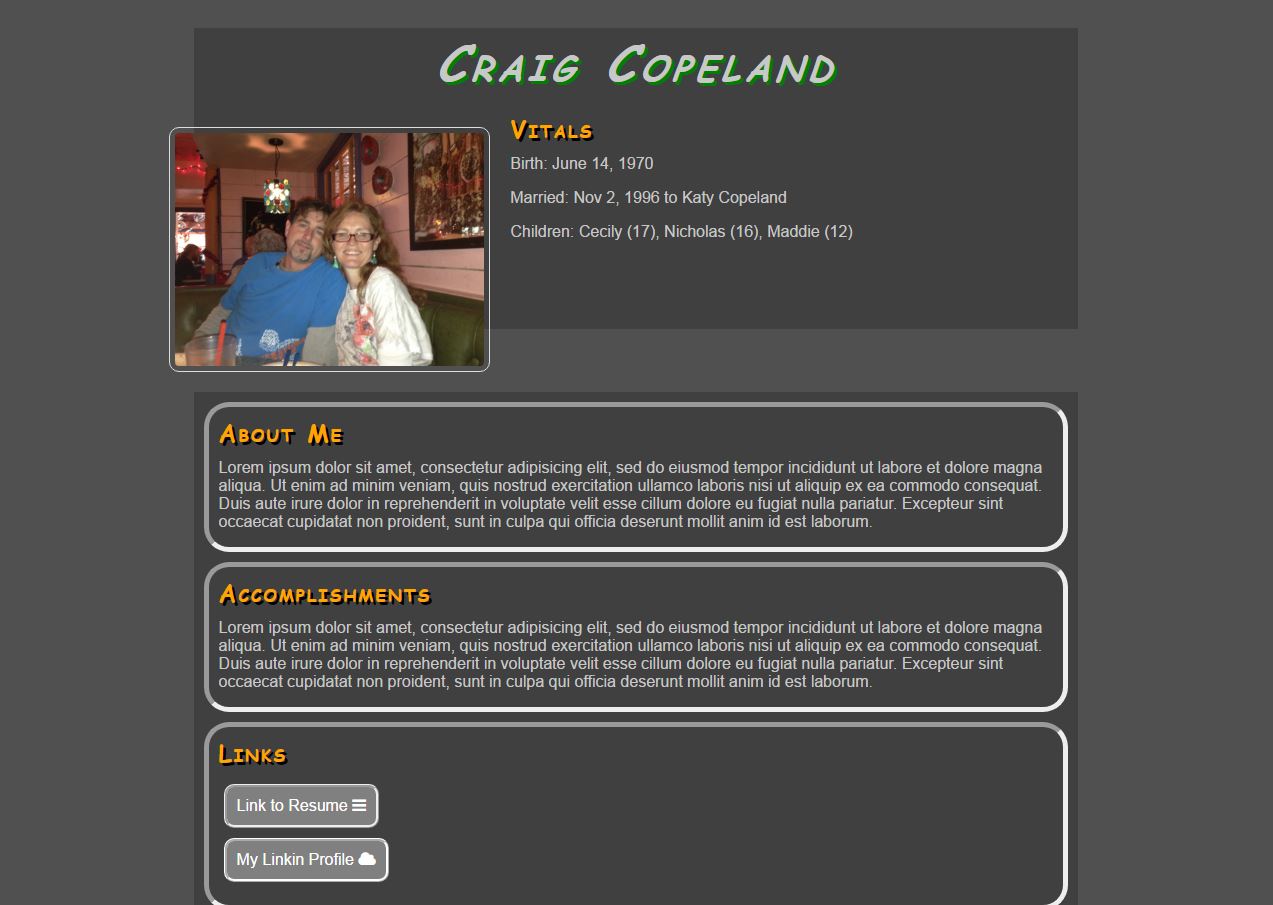 Craig Copeland
Vitals
Birth: June 14, 1970
Married: Nov 2, 1996 to Katy Copeland
Children: Cecily (17), Nicholas (16), Maddie (12)
About Me
Lorem ipsum dolor sit amet, consectetur adipisicing elit, sed do eiusmod tempor incididunt ut labore et dolore magna
aliqua. Ut enim ad minim veniam, quis nostrud exercitation ullamco laboris nisi ut aliquip ex ea commodo consequat.
Duis aute irure dolor in reprehenderit in voluptate velit esse cillum dolore eu fugiat nulla pariatur. Excepteur sint
occaecat cupidatat non proident, sunt in culpa qui officia deserunt mollit anim id est laborum.
Accomplishments
Lorem ipsum dolor sit amet, consectetur adipisicing elit, sed do eiusmod tempor incididunt ut labore et dolore magna
aliqua. Ut enim ad minim veniam, quis nostrud exercitation ullamco laboris nisi ut aliquip ex ea commodo consequat.
Duis aute irure dolor in reprehenderit in voluptate velit esse cillum dolore eu fugiat nulla pariatur. Excepteur sint
occaecat cupidatat non proident, sunt in culpa qui officia deserunt mollit anim id est laborum.
Links
Link to Resume
My Linkin Profile